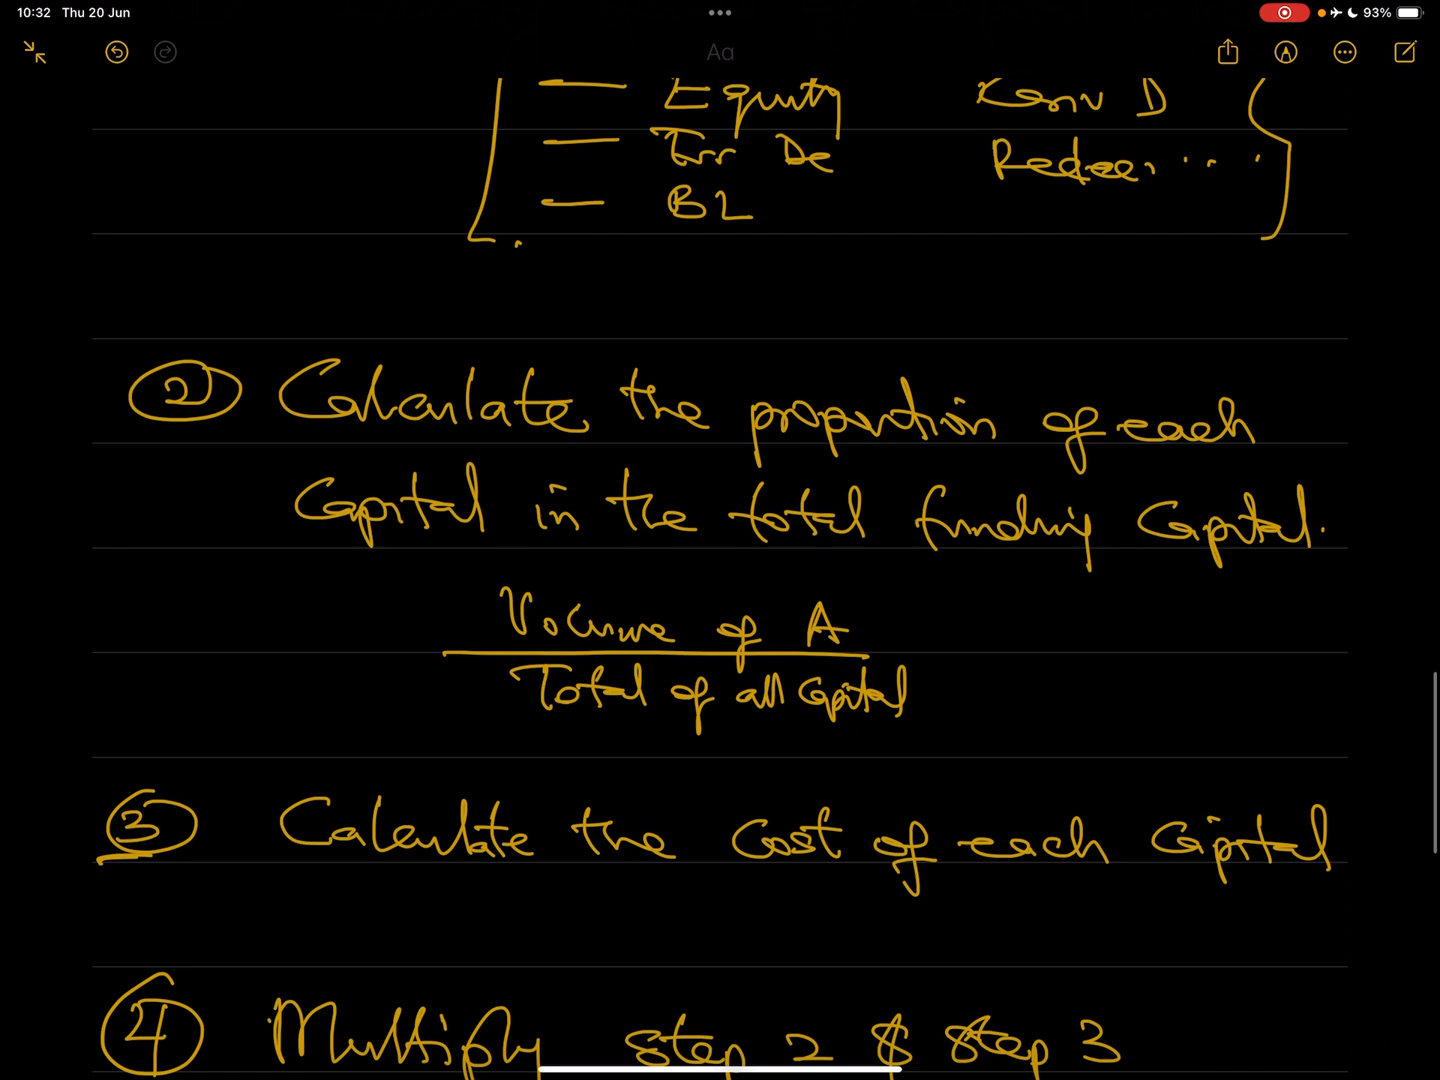 10:32 Thu 20 Jun
93%
Aa
Equity Conv D
Irr De Redee...
BL
② Calculate the proportion of each
Capital in the total funding Capital.
Volume of A
Total of all Capital
③ Calculate the Cost of each Capital
④ Multiply step 2 & step 3